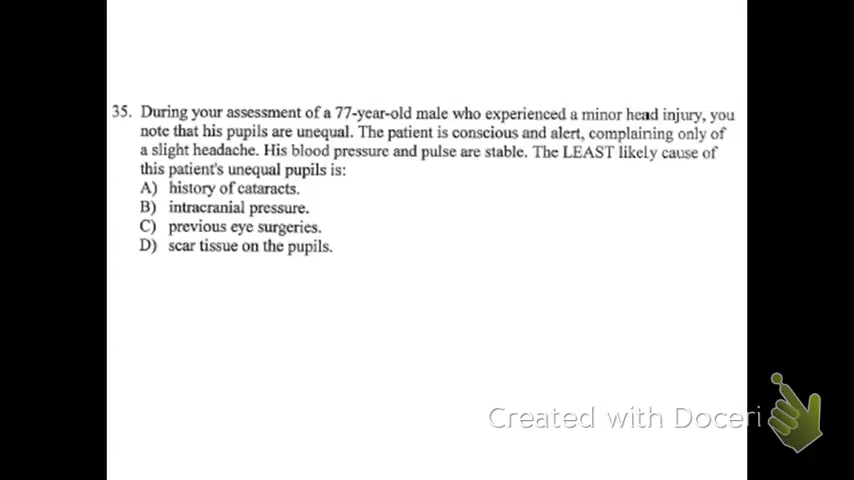 35. During your assessment of a 77-year-old male who experienced a minor head injury, you
note that his pupils are unequal. The patient is conscious and alert, complaining only of
a slight headache. His blood pressure and pulse are stable. The LEAST likely cause of
this patient's unequal pupils is:
A) history of cataracts.
B) intracranial pressure.
C) previous eye surgeries.
D) scar tissue on the pupils.
Created with Doceri